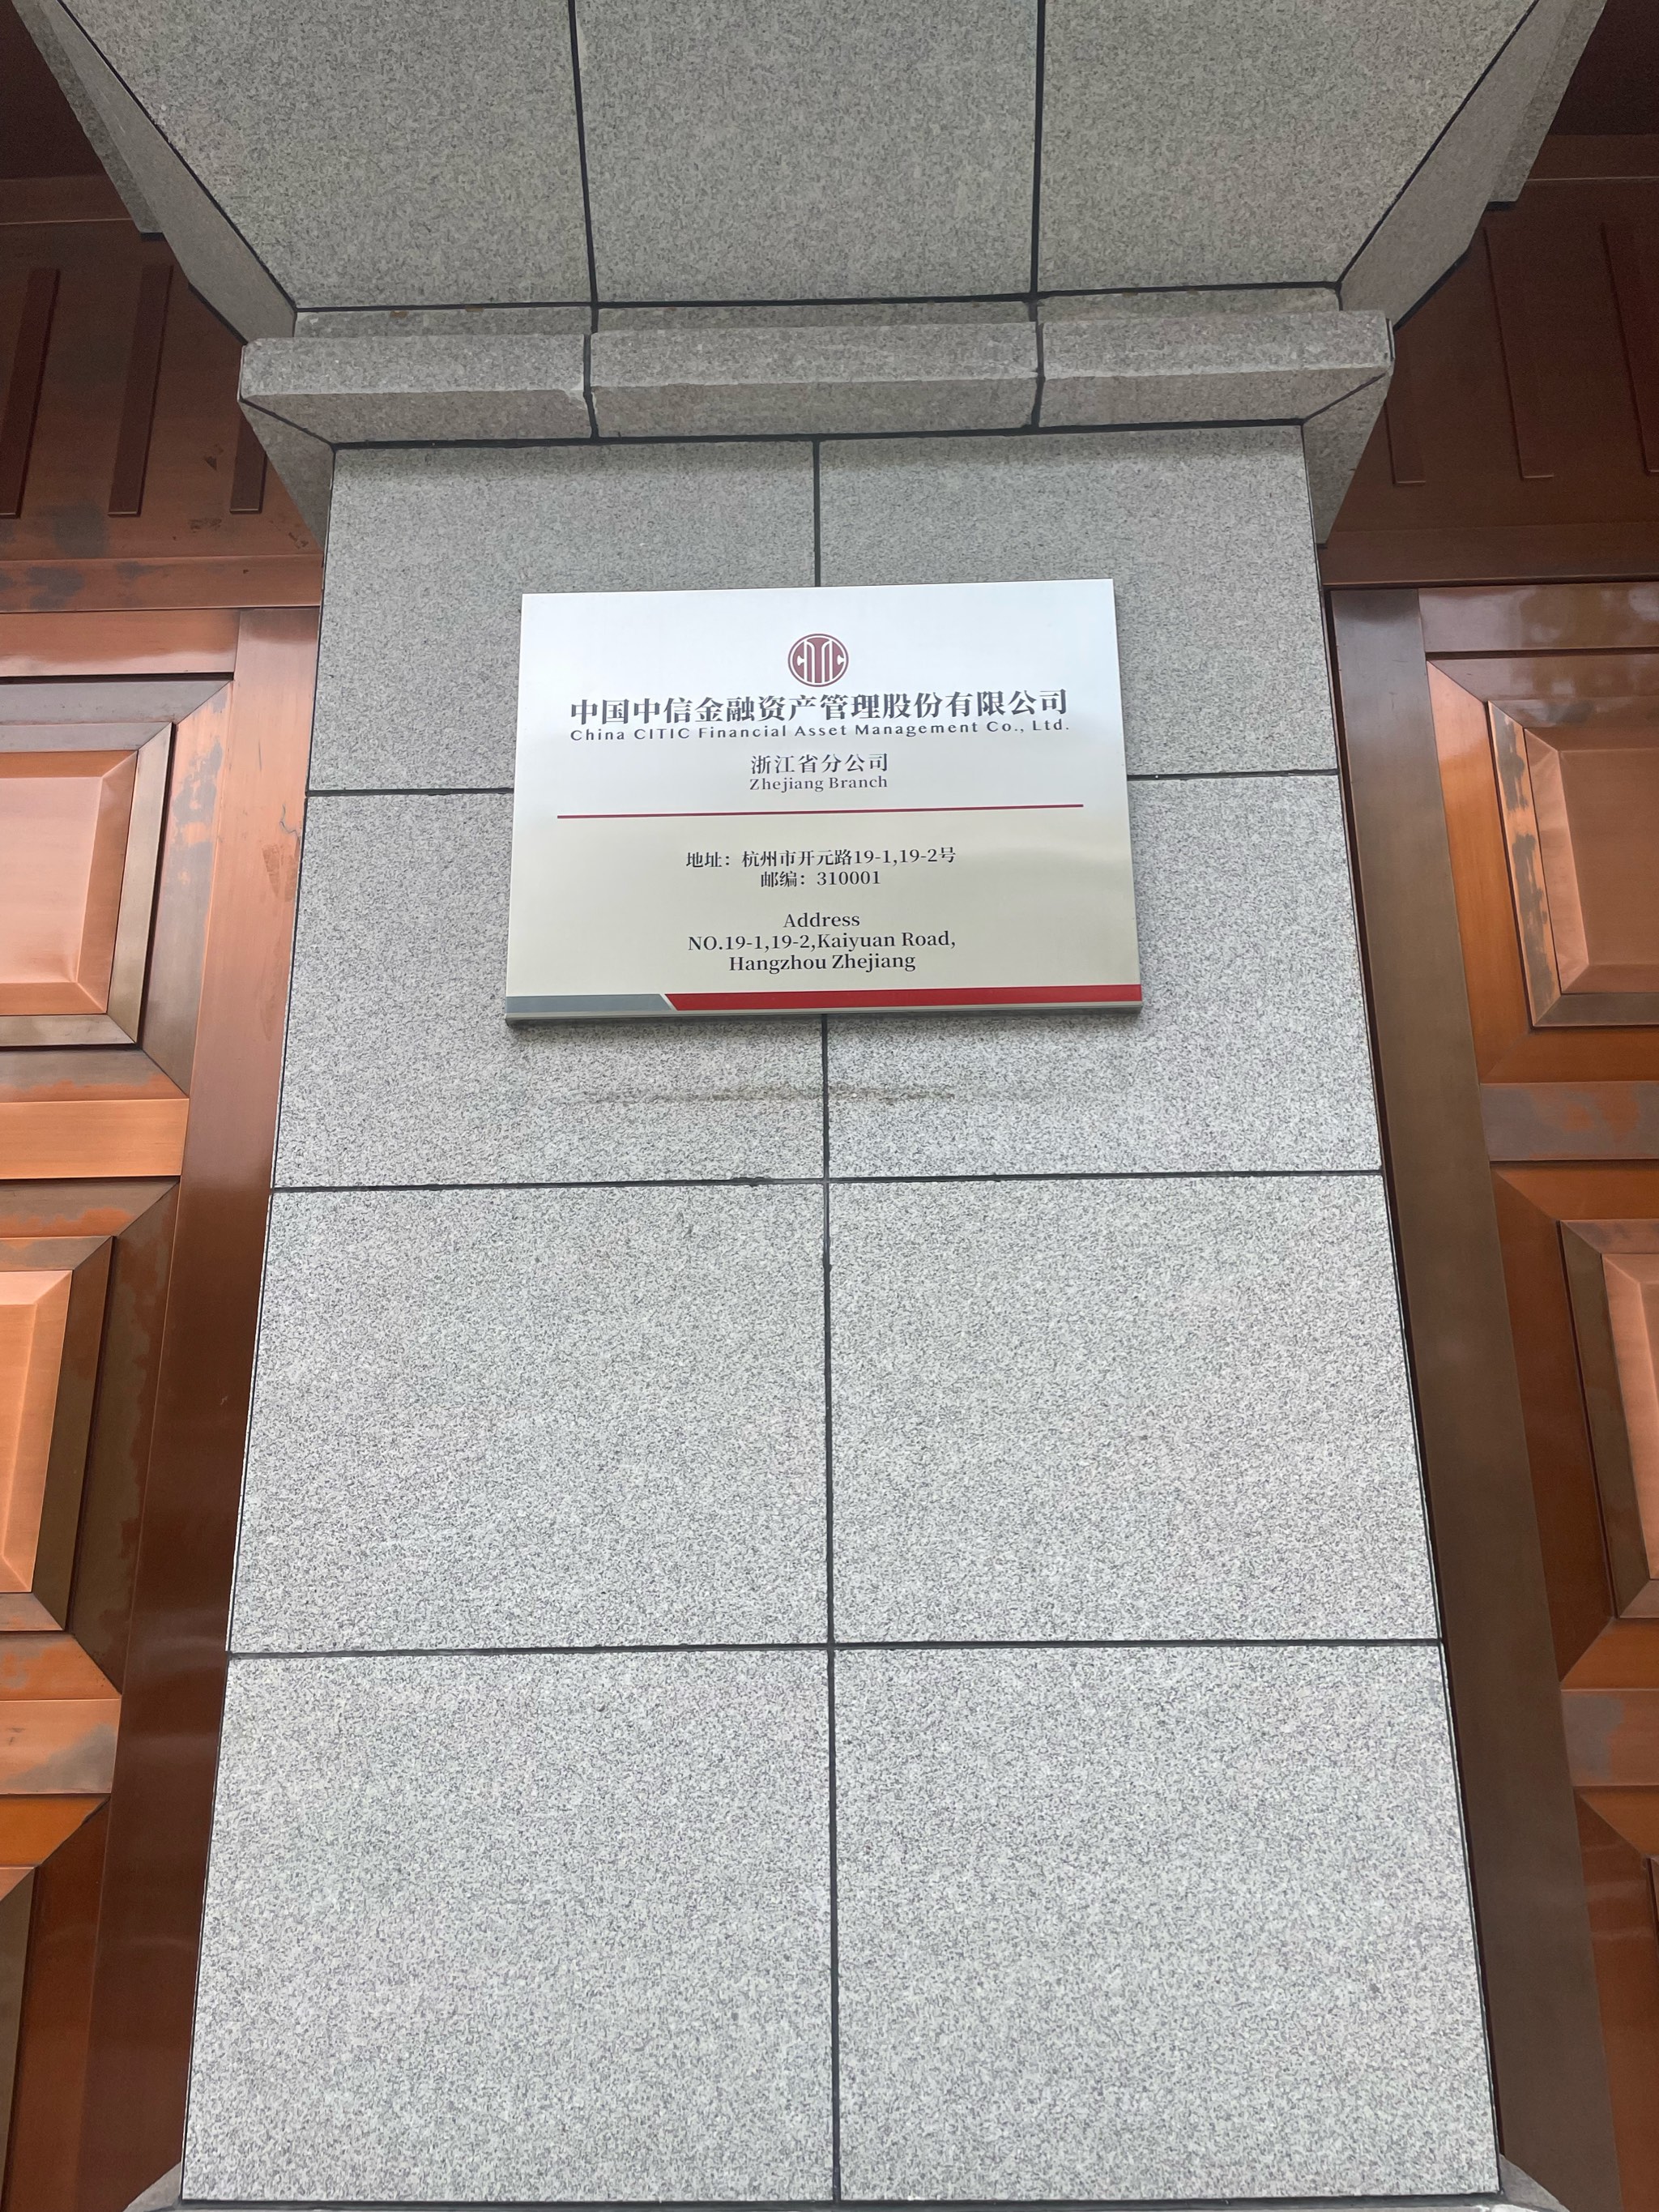 CITIC
中国中信金融资产管理股份有限公司
China CITIC Financial Asset Management Co., Ltd.
浙江省分公司
Zhejiang Branch
地址：杭州市开元路19-1,19-2号
邮编：310001
Address
NO.19-1,19-2,Kaiyuan Road,
Hangzhou Zhejiang